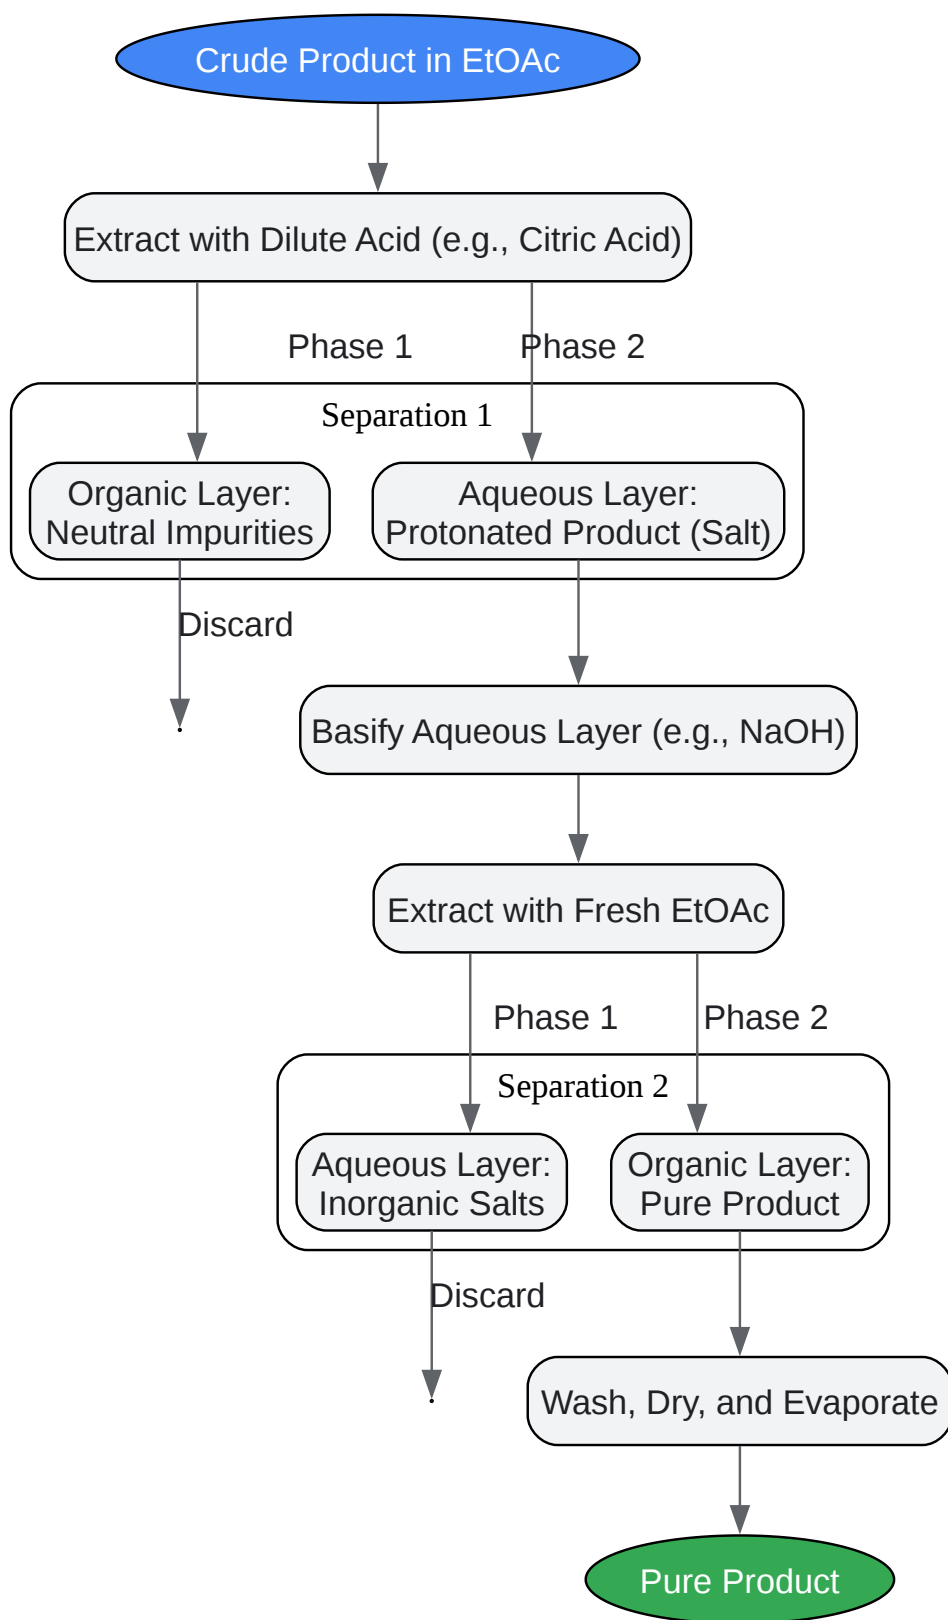 Crude Product in EtOAc
Extract with Dilute Acid (e.g., Citric Acid)
Phase 1
Phase 2
Separation 1
Organic Layer:
Neutral Impurities
Aqueous Layer:
Protonated Product (Salt)
Discard
Basify Aqueous Layer (e.g., NaOH)
Extract with Fresh EtOAc
Phase 1
Phase 2
Separation 2
Aqueous Layer:
Inorganic Salts
Organic Layer:
Pure Product
Discard
Wash, Dry, and Evaporate
Pure Product